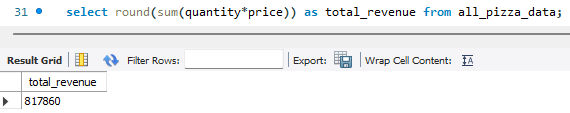 31 select round(sum(quantity*price)) as total_revenue from all_pizza_data;
Result Grid Filter Rows: Export: Wrap Cell Content: IA
total_revenue
817860